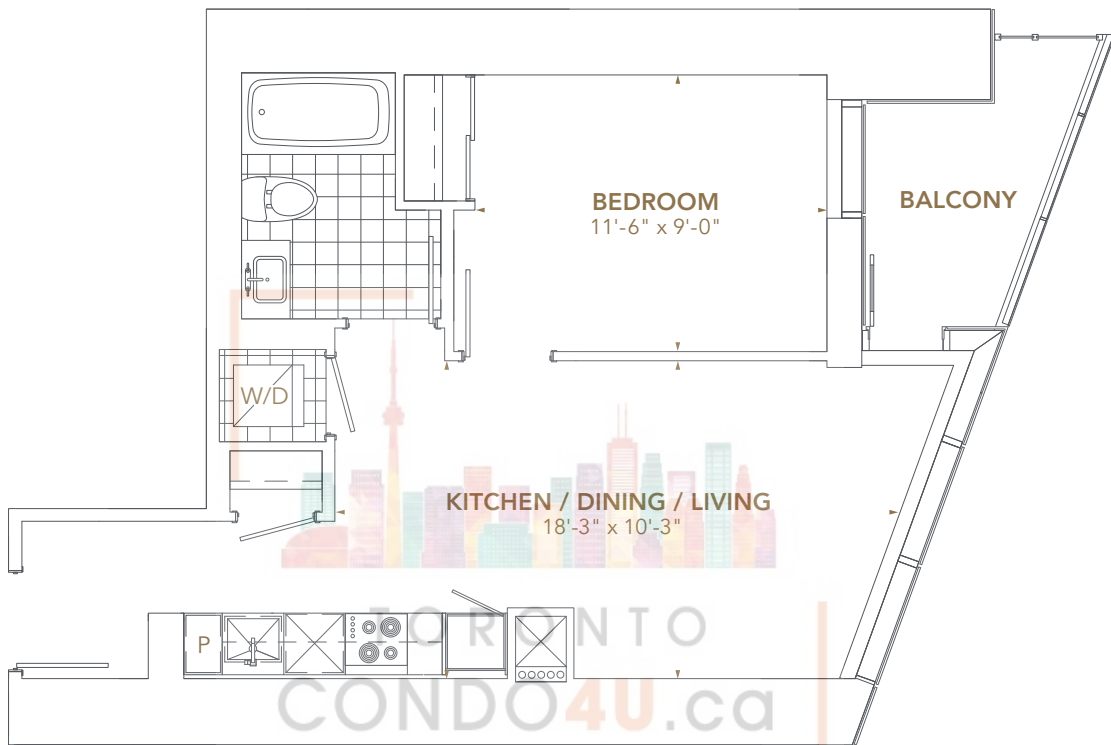 BEDROOM
11'-6" x 9'-0"
BALCONY
W/D
KITCHEN / DINING / LIVING
18'-3" x 10'-3"
P
TORONTO
CONDO4U.ca